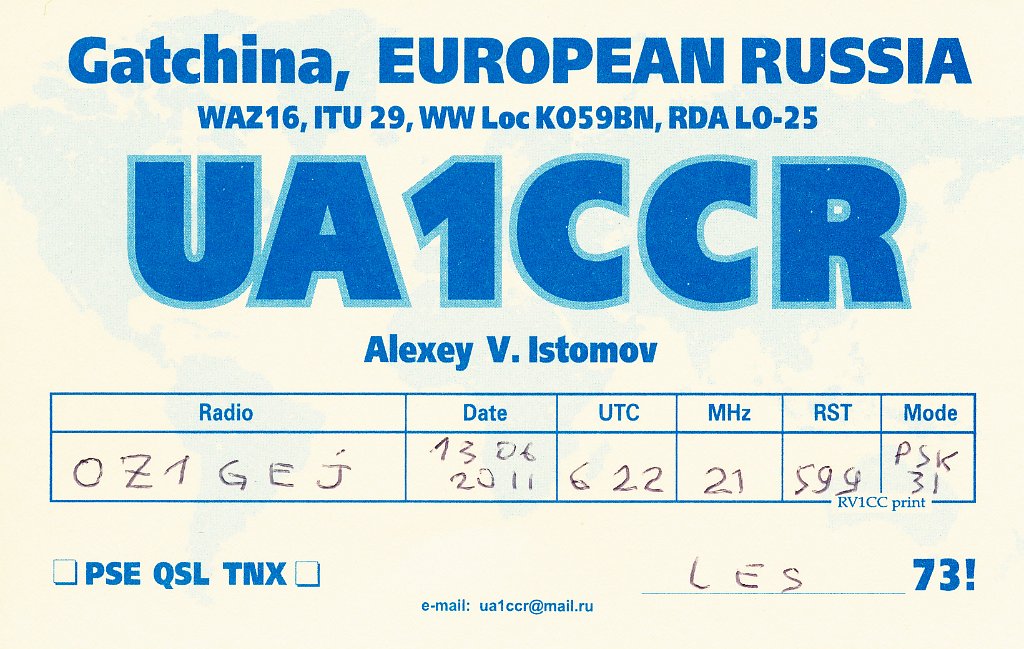 Gatchina, EUROPEAN RUSSIA
WAZ16, ITU 29, WW Loc KO59BN, RDA LO-25
UA1CCR
Alexey V. Istomov
Radio Date UTC MHz RST Mode
OZ1GEJ 13 06 2011 622 21 599 PSK 31
RV1CC print
PSE QSL TNX
LES 73!
e-mail: ua1ccr@mail.ru